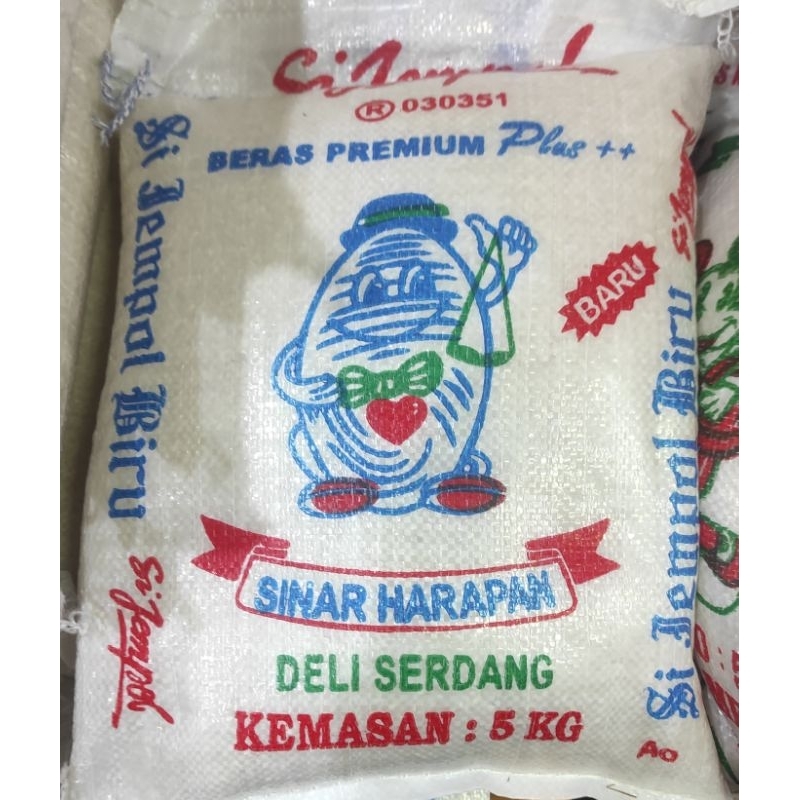 Si Jempol
® 030351
BERAS PREMIUM Plus ++
Si Jempol Biru
Si Jempol
BARU
Si Jempol
Si Jempol Biru
SINAR HARAPAN
DELI SERDANG
KEMASAN : 5 KG
AO